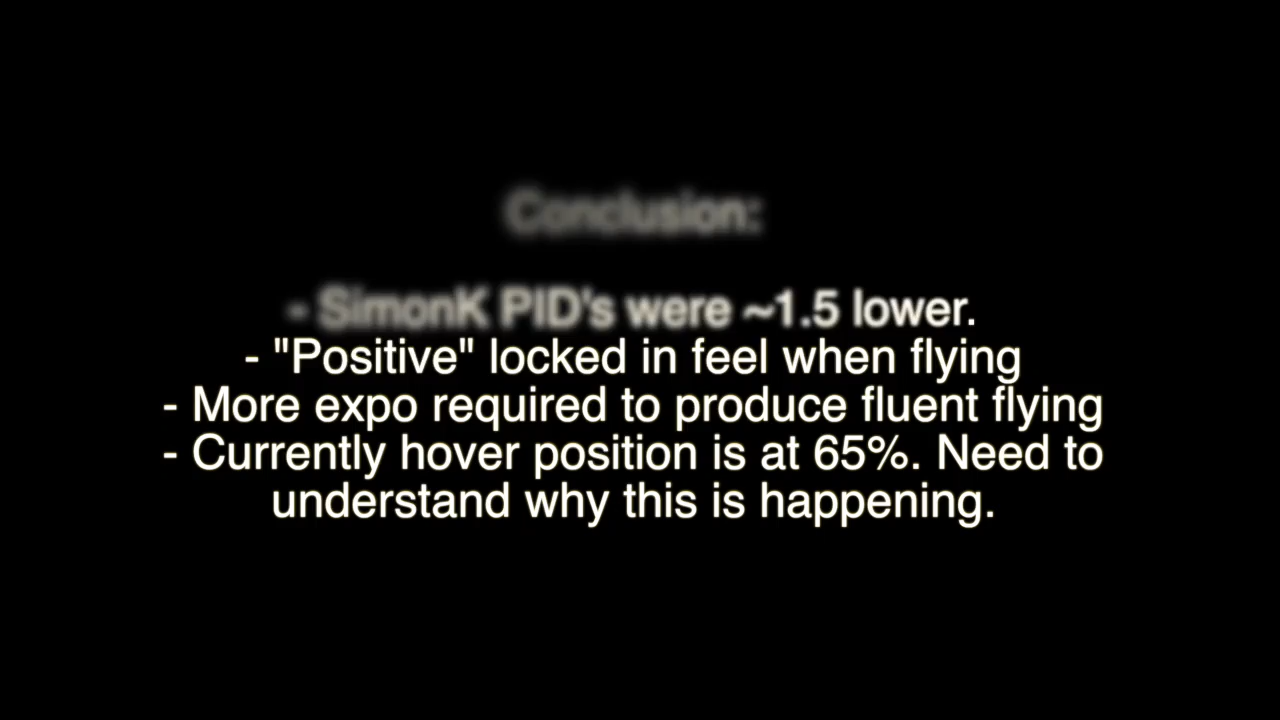 Conclusion:
- SimonK PID's were ~1.5 lower.
- "Positive" locked in feel when flying
- More expo required to produce fluent flying
- Currently hover position is at 65%. Need to
understand why this is happening.